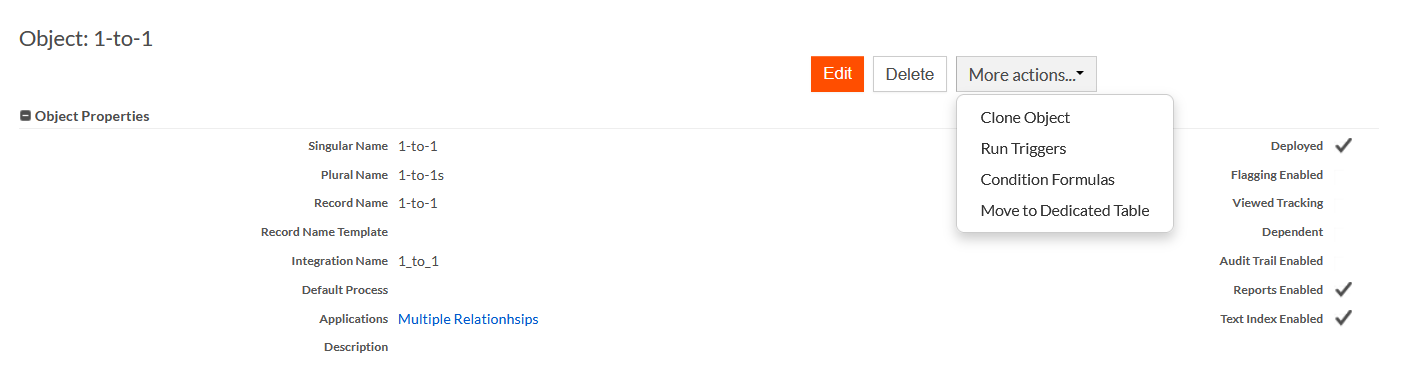 Object: 1-to-1
Edit Delete More actions...
Clone Object
Run Triggers
Condition Formulas
Move to Dedicated Table
Object Properties
Singular Name 1-to-1
Plural Name 1-to-1s
Record Name 1-to-1
Record Name Template
Integration Name 1_to_1
Default Process
Applications Multiple Relationhsips
Description
Deployed
Flagging Enabled
Viewed Tracking
Dependent
Audit Trail Enabled
Reports Enabled
Text Index Enabled